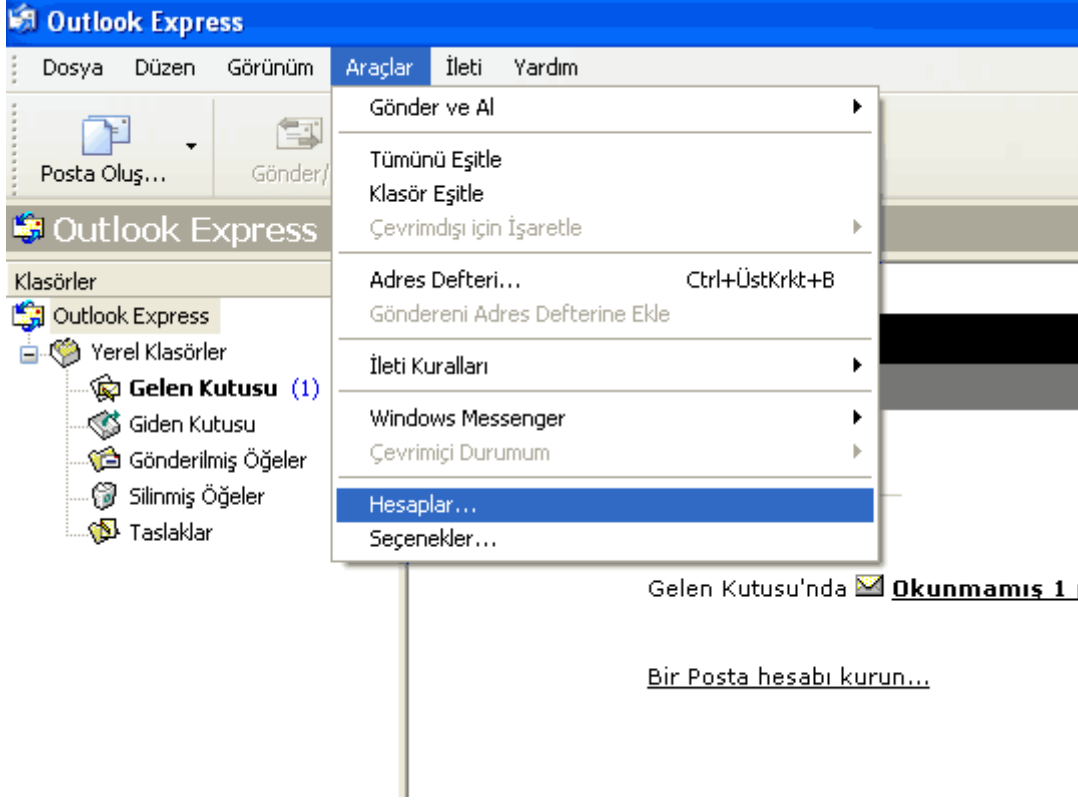 Outlook Express
Dosya Düzen Görünüm Araçlar İleti Yardım
Posta Oluş... Gönder/
Gönder ve Al
Tümünü Eşitle
Klasör Eşitle
Çevrimdışı için İşaretle
Adres Defteri... Ctrl+ÜstKrkt+B
Göndereni Adres Defterine Ekle
İleti Kuralları
Windows Messenger
Çevrimiçi Durumum
Hesaplar...
Seçenekler...
Outlook Express
Klasörler
Outlook Express
Yerel Klasörler
Gelen Kutusu (1)
Giden Kutusu
Gönderilmiş Öğeler
Silinmiş Öğeler
Taslaklar
Gelen Kutusu'nda Okunmamış 1
Bir Posta hesabı kurun...